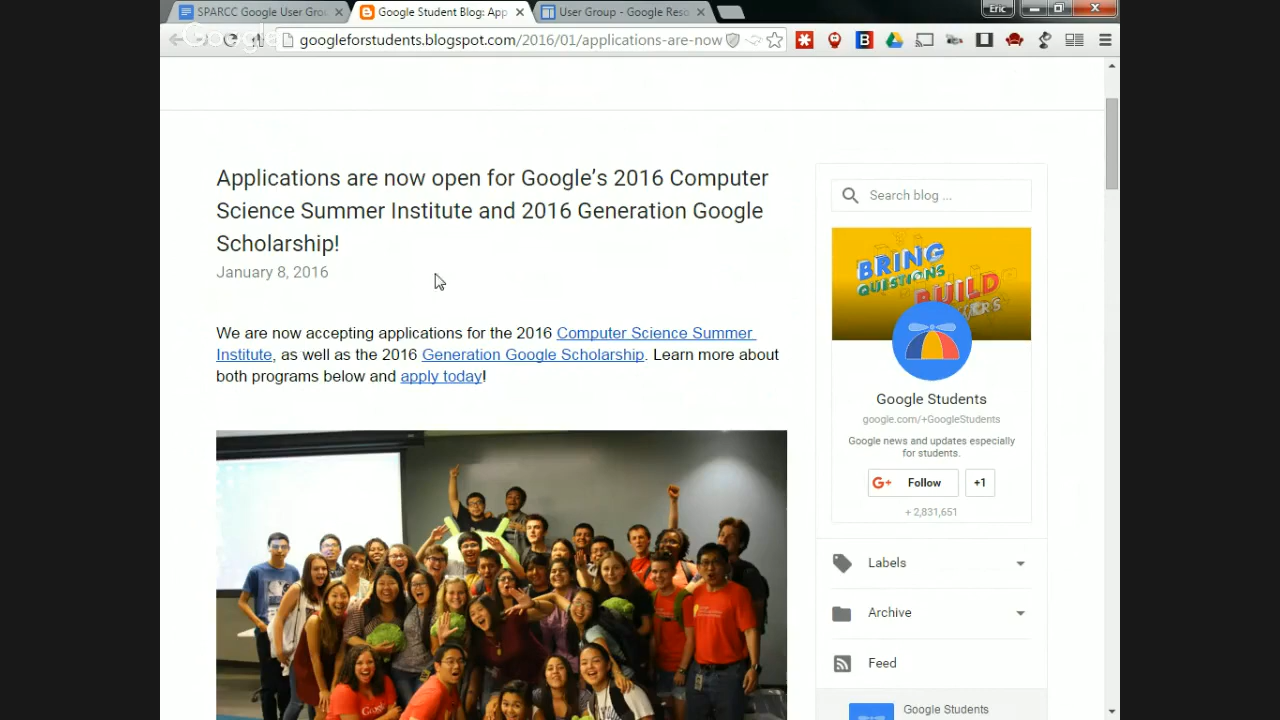 SPARCC Google User Gro
Google Student Blog: App
User Group - Google Reso
Eric
Google
googleforstudents.blogspot.com/2016/01/applications-are-now
Applications are now open for Google’s 2016 Computer
Science Summer Institute and 2016 Generation Google
Scholarship!
January 8, 2016
We are now accepting applications for the 2016 Computer Science Summer
Institute, as well as the 2016 Generation Google Scholarship. Learn more about
both programs below and apply today!
Search blog ...
BRING
QUESTIONS
BUILD
Google Students
google.com/+GoogleStudents
Google news and updates especially
for students.
G+ Follow +1
+ 2,831,651
Labels
Archive
Feed
Google Students